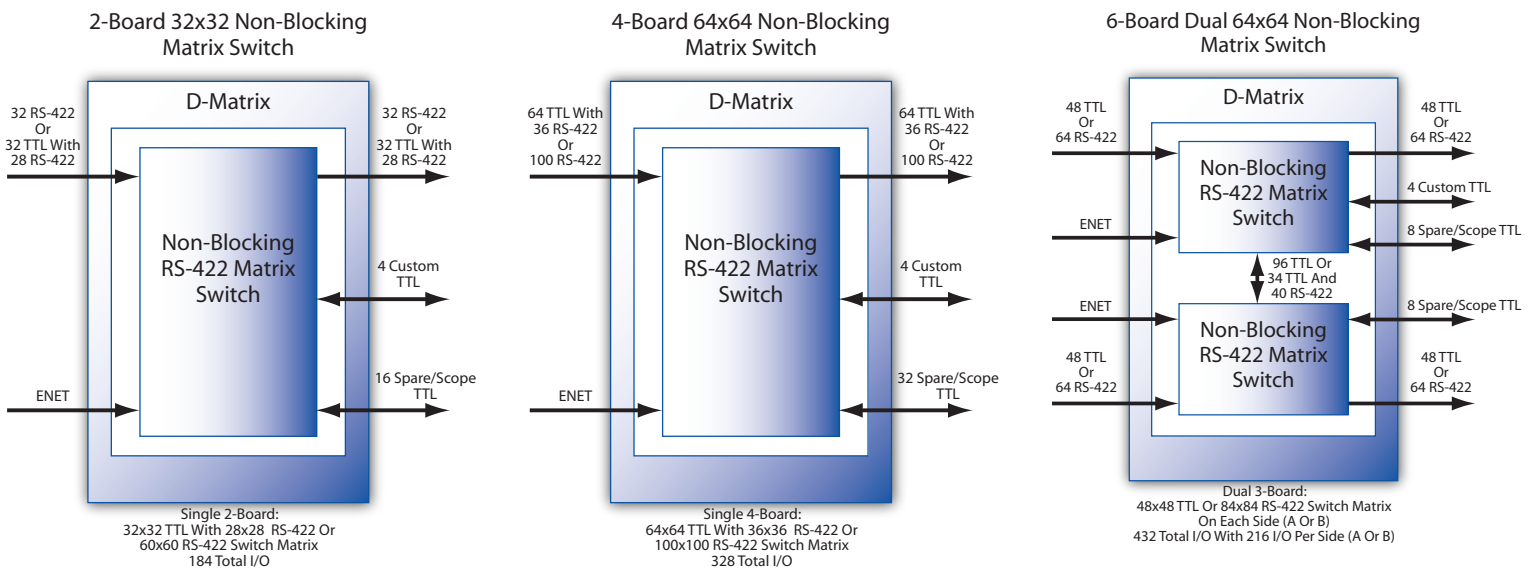 2-Board 32x32 Non-Blocking
Matrix Switch
D-Matrix
32 RS-422
Or
32 TTL With
28 RS-422
32 RS-422
Or
32 TTL With
28 RS-422
Non-Blocking
RS-422 Matrix
Switch
4 Custom
TTL
ENET
16 Spare/Scope
TTL
Single 2-Board:
32x32 TTL With 28x28 RS-422 Or
60x60 RS-422 Switch Matrix
184 Total I/O
4-Board 64x64 Non-Blocking
Matrix Switch
D-Matrix
64 TTL With
36 RS-422
Or
100 RS-422
64 TTL With
36 RS-422
Or
100 RS-422
Non-Blocking
RS-422 Matrix
Switch
4 Custom
TTL
ENET
32 Spare/Scope
TTL
Single 4-Board:
64x64 TTL With 36x36 RS-422 Or
100x100 RS-422 Switch Matrix
328 Total I/O
6-Board Dual 64x64 Non-Blocking
Matrix Switch
D-Matrix
48 TTL
Or
64 RS-422
48 TTL
Or
64 RS-422
Non-Blocking
RS-422 Matrix
Switch
4 Custom TTL
ENET
8 Spare/Scope TTL
96 TTL Or
34 TTL And
40 RS-422
ENET
8 Spare/Scope TTL
Non-Blocking
RS-422 Matrix
Switch
48 TTL
Or
64 RS-422
48 TTL
Or
64 RS-422
Dual 3-Board:
48x48 TTL Or 84x84 RS-422 Switch Matrix
On Each Side (A Or B)
432 Total I/O With 216 I/O Per Side (A Or B)